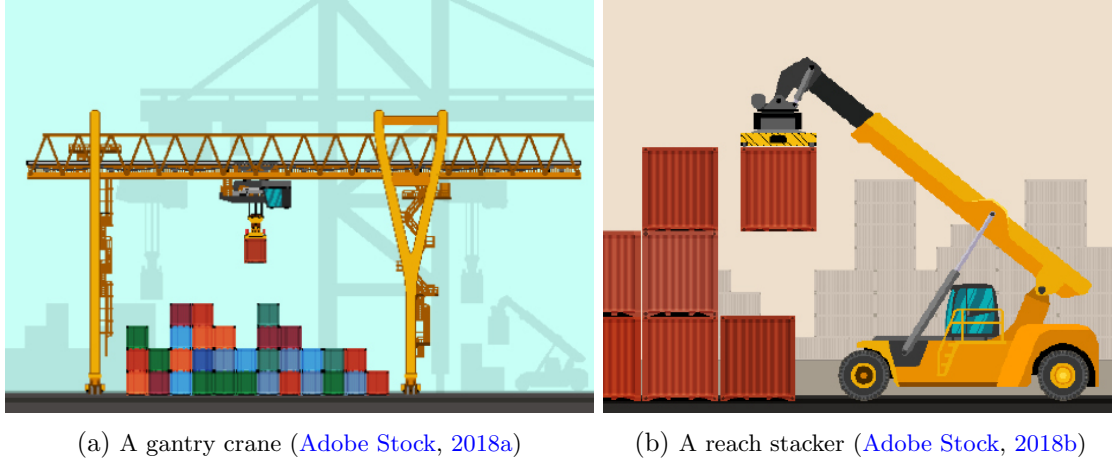 (a) A gantry crane (Adobe Stock, 2018a)
(b) A reach stacker (Adobe Stock, 2018b)